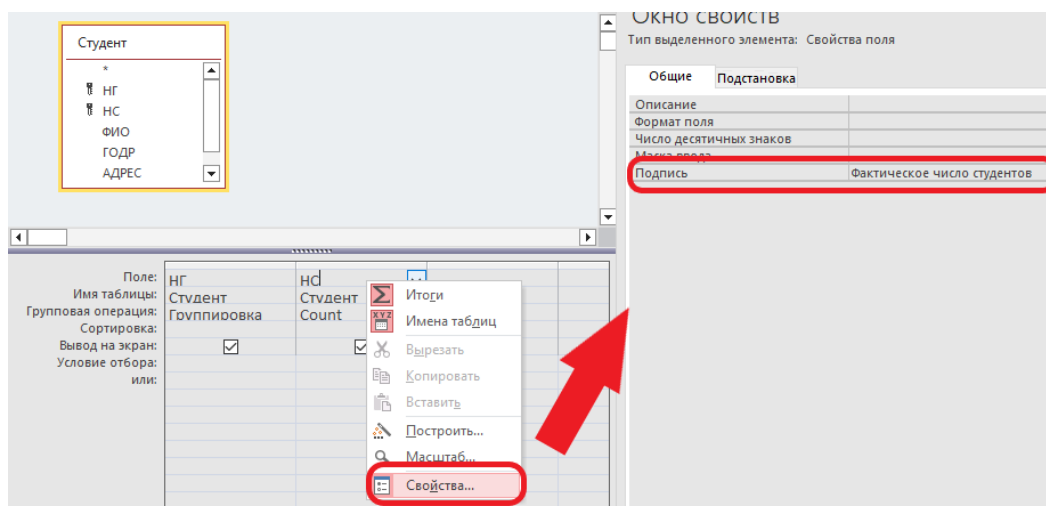 Студент
*
НГ
НС
ФИО
ГОДР
АДРЕС
Поле: НГ НС
Имя таблицы: Студент Студент
Групповая операция: Группировка Count
Сортировка:
Вывод на экран:
Условие отбора:
или:
Итоги
XYZ Имена таблиц
Вырезать
Копировать
Вставить
Построить...
Масштаб...
Свойства...
Окно свойств
Тип выделенного элемента: Свойства поля
Общие Подстановка
Описание
Формат поля
Число десятичных знаков
Маска ввода
Подпись Фактическое число студентов